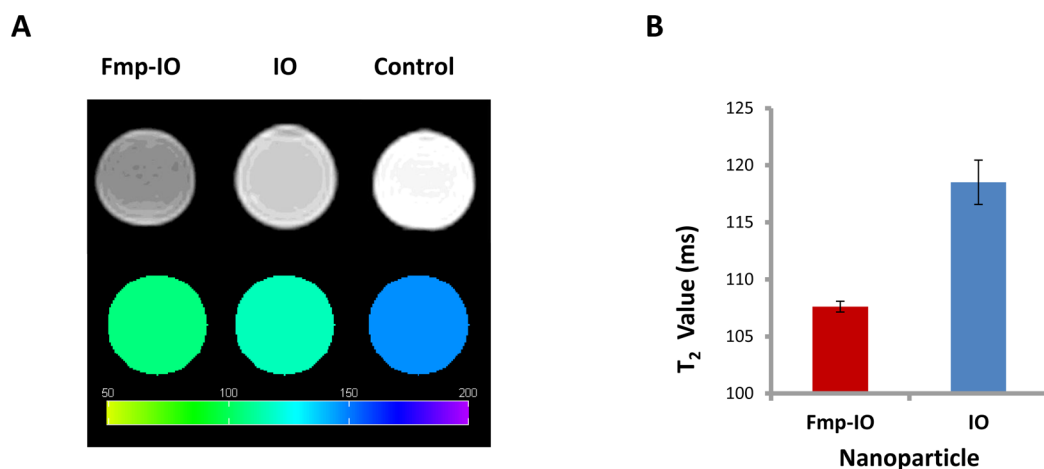 A
Fmp-IO IO Control
50 100 150 200
B
125
120
115
110
105
100
T₂ Value (ms)
Fmp-IO IO
Nanoparticle